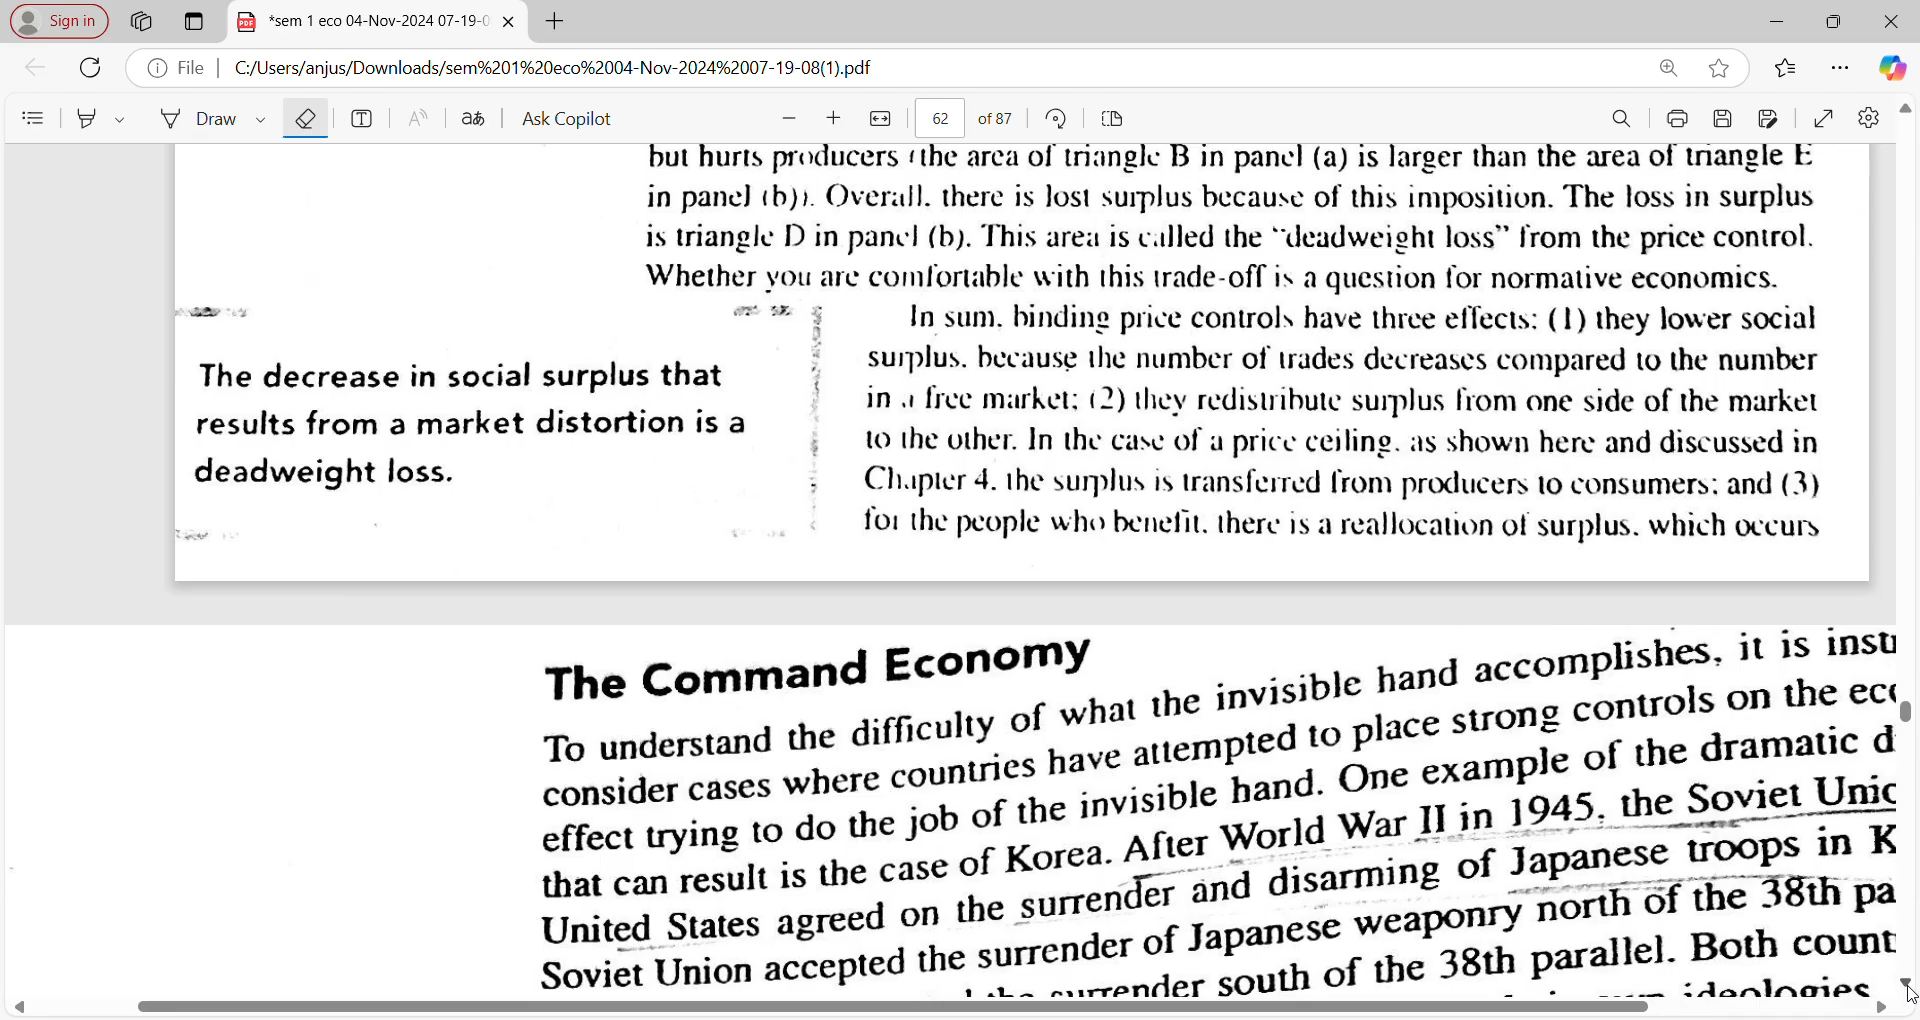 Sign in
*sem 1 eco 04-Nov-2024 07-19-0
File
C:/Users/anjus/Downloads/sem%201%20eco%2004-Nov-2024%2007-19-08(1).pdf
Draw
Ask Copilot
62 of 87
but hurts producers (the area of triangle B in panel (a) is larger than the area of triangle E
in panel (b)). Overall, there is lost surplus because of this imposition. The loss in surplus
is triangle D in panel (b). This area is called the “deadweight loss” from the price control.
Whether you are comfortable with this trade-off is a question for normative economics.
In sum, binding price controls have three effects: (1) they lower social
surplus, because the number of trades decreases compared to the number
in a free market; (2) they redistribute surplus from one side of the market
to the other. In the case of a price ceiling, as shown here and discussed in
Chapter 4, the surplus is transferred from producers to consumers; and (3)
for the people who benefit, there is a reallocation of surplus, which occurs
The decrease in social surplus that
results from a market distortion is a
deadweight loss.
The Command Economy
To understand the difficulty of what the invisible hand accomplishes, it is inst
consider cases where countries have attempted to place strong controls on the ec
effect trying to do the job of the invisible hand. One example of the dramatic d
that can result is the case of Korea. After World War II in 1945, the Soviet Unio
United States agreed on the surrender and disarming of Japanese troops in K
Soviet Union accepted the surrender of Japanese weaponry north of the 38th pa
the surrender south of the 38th parallel. Both count
own ideologies